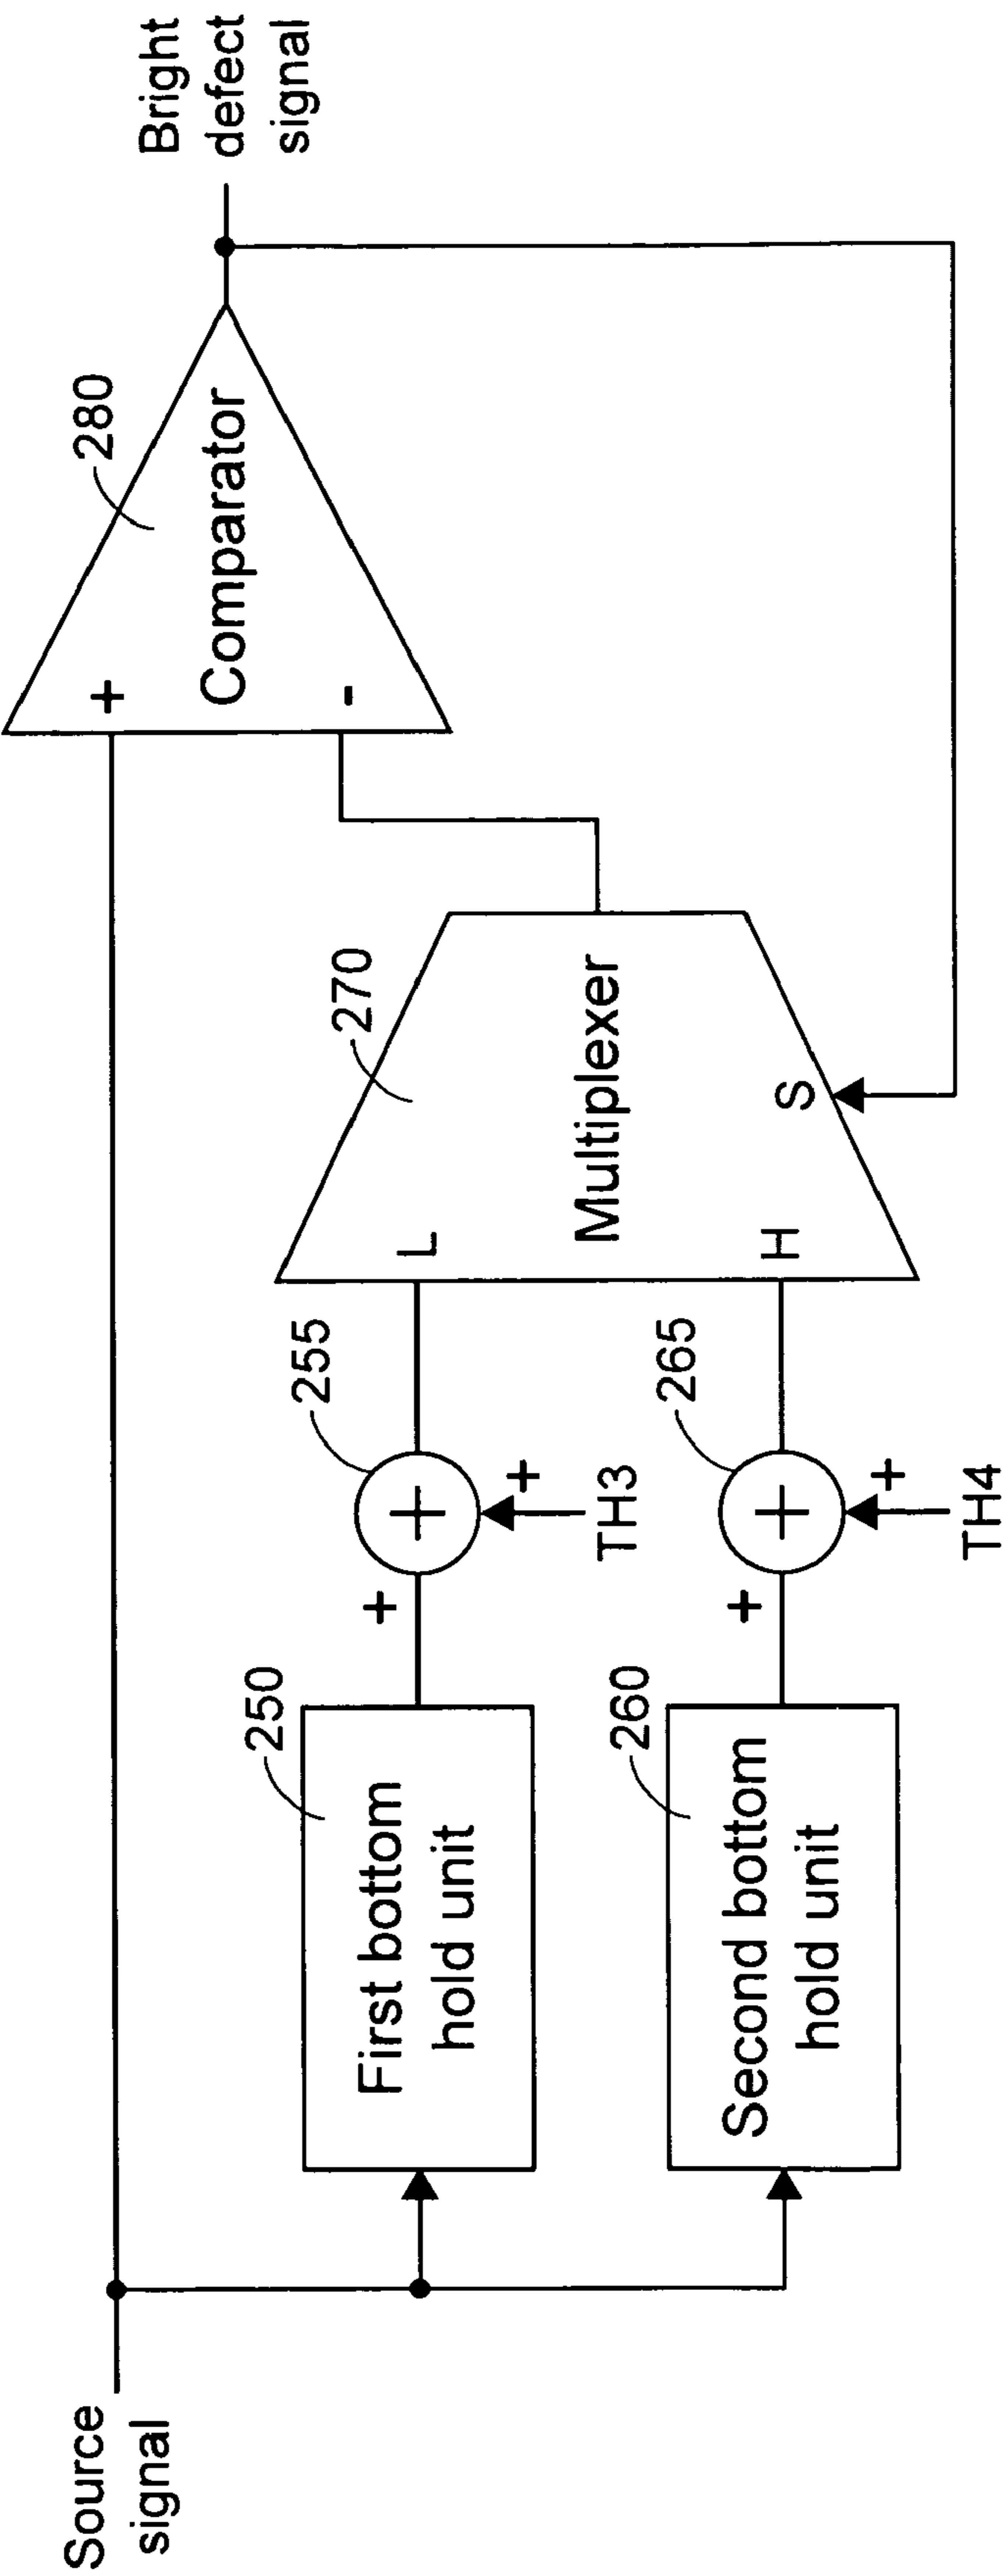 Source
signal
250
First bottom
hold unit
+
+
255
+
TH3
260
Second bottom
hold unit
+
+
265
+
TH4
270
L
Multiplexer
H
S
280
+
Comparator
-
Bright
defect
signal